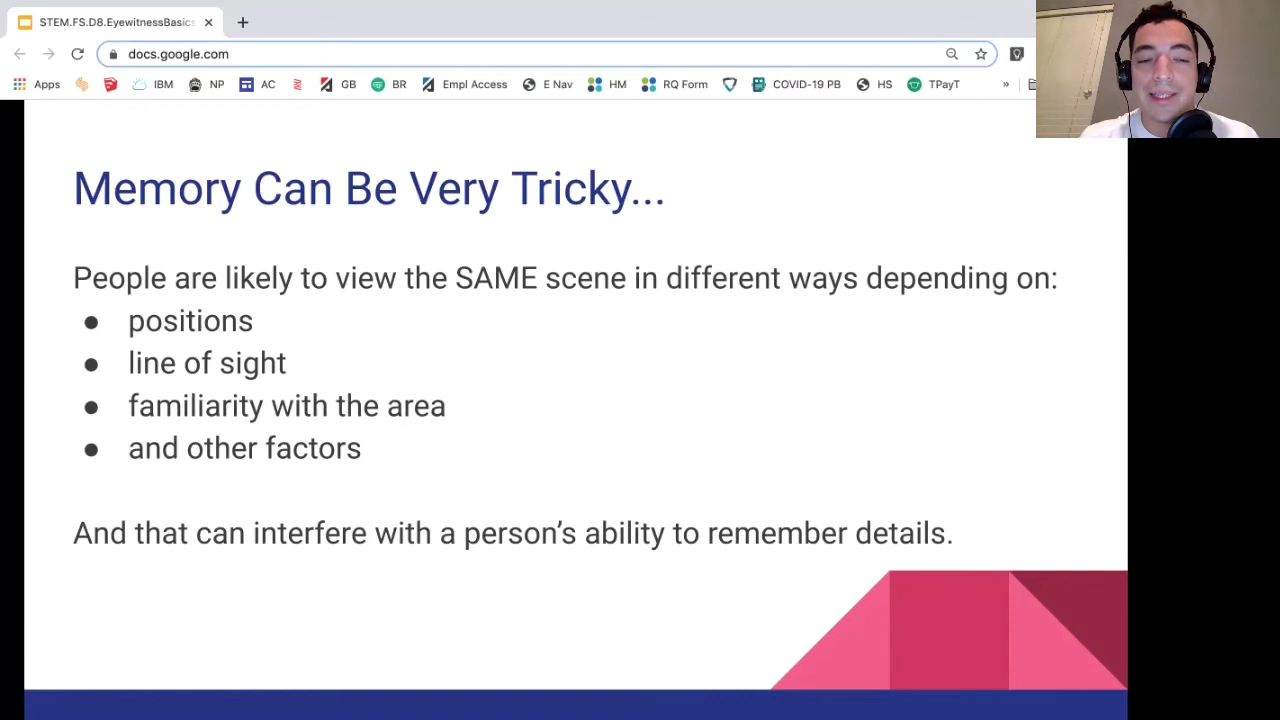 STEM.FS.D8.EyewitnessBasics
docs.google.com
Apps IBM NP AC GB BR Empl Access E Nav HM RQ Form COVID-19 PB HS TPayT »
Memory Can Be Very Tricky...
People are likely to view the SAME scene in different ways depending on:
● positions
● line of sight
● familiarity with the area
● and other factors
And that can interfere with a person's ability to remember details.